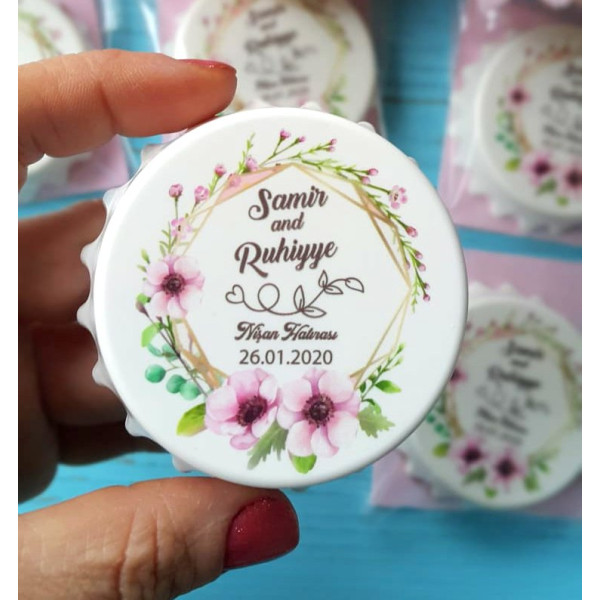 Samir
and
Ruhiyye
Nişan Hatırası
26.01.2020